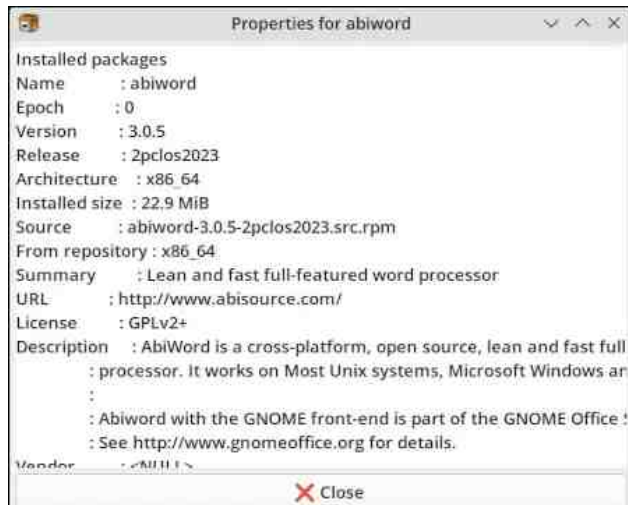 Properties for abiword
Installed packages
Name : abiword
Epoch : 0
Version : 3.0.5
Release : 2pclos2023
Architecture : x86_64
Installed size : 22.9 MiB
Source : abiword-3.0.5-2pclos2023.src.rpm
From repository : x86_64
Summary : Lean and fast full-featured word processor
URL : http://www.abisource.com/
License : GPLv2+
Description : AbiWord is a cross-platform, open source, lean and fast full
: processor. It works on Most Unix systems, Microsoft Windows an
:
: Abiword with the GNOME front-end is part of the GNOME Office
: See http://www.gnomeoffice.org for details.
Vendor : <NULL>
Close